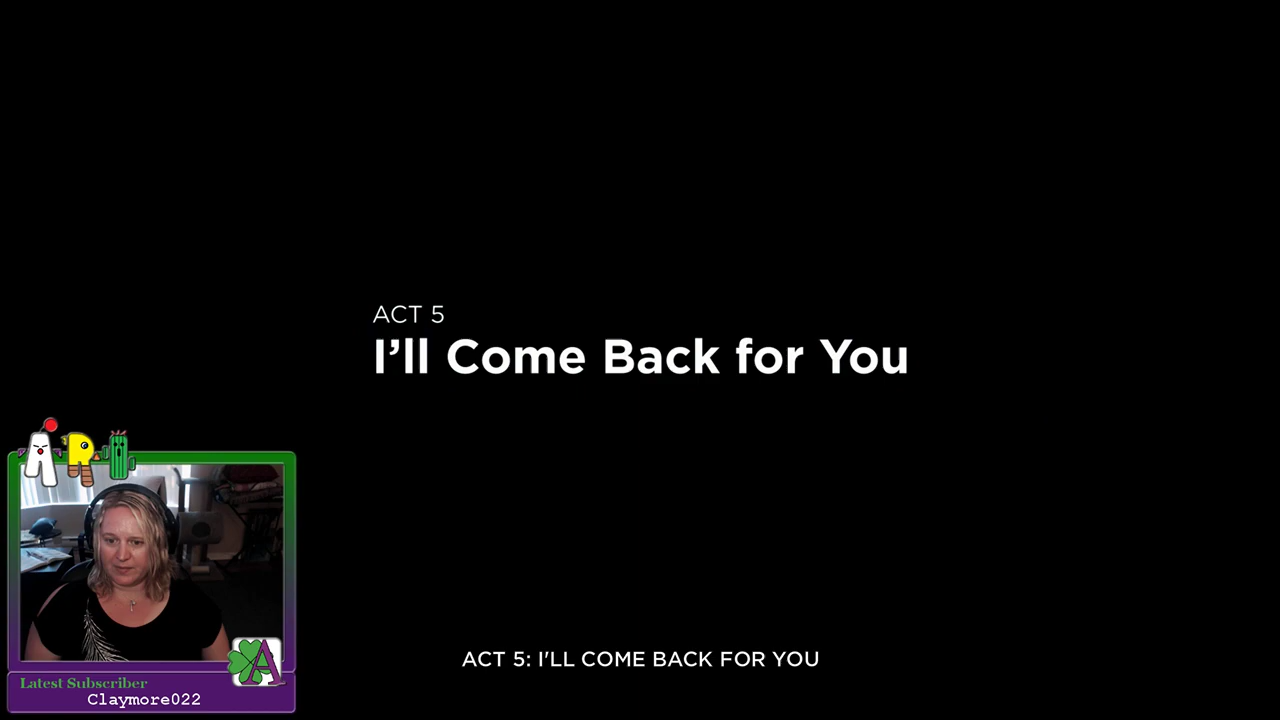 ACT 5
I’ll Come Back for You
ACT 5: I'LL COME BACK FOR YOU
A
Latest Subscriber
Claymore022